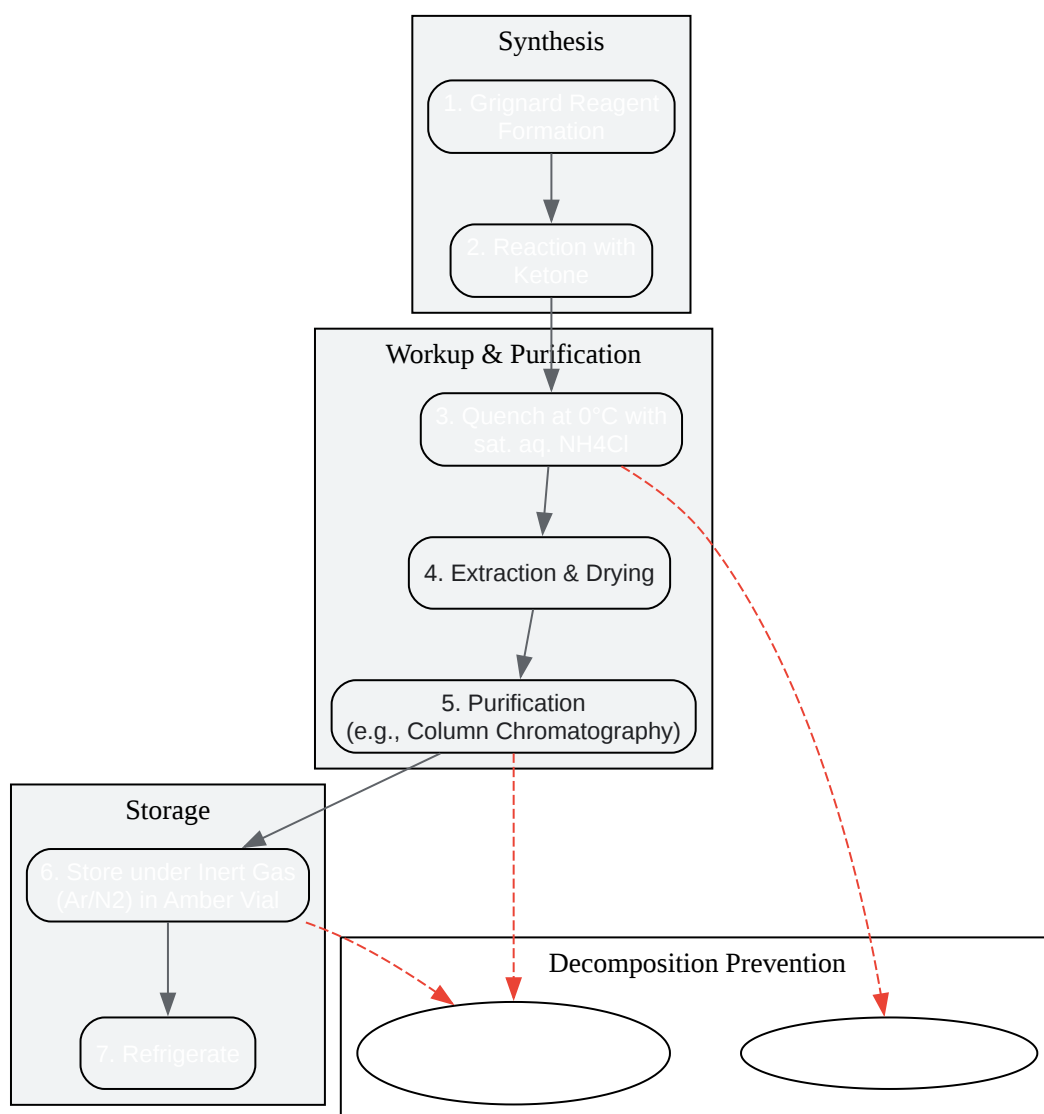 Synthesis
1. Grignard Reagent
Formation
2. Reaction with
Ketone
Workup & Purification
3. Quench at 0°C with
sat. aq. NH4Cl
4. Extraction & Drying
5. Purification
(e.g., Column Chromatography)
Storage
6. Store under Inert Gas
(Ar/N2) in Amber Vial
7. Refrigerate
Decomposition Prevention